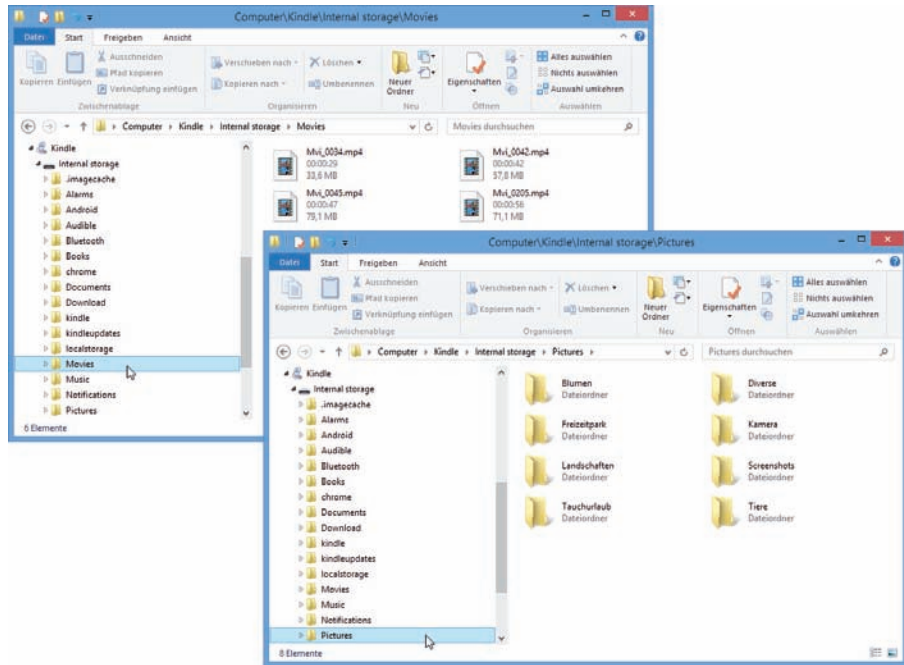 Computer\Kindle\Internal storage\Movies
Datei Start Freigeben Ansicht
Kopieren Einfügen
Ausschneiden
Pfad kopieren
Verknüpfung einfügen
Zwischenablage
Verschieben nach
Kopieren nach
Löschen
Umbenennen
Organisieren
Neuer
Ordner
Neu
Eigenschaften
Öffnen
Alles auswählen
Nichts auswählen
Auswahl umkehren
Auswählen
Computer Kindle Internal storage Movies
Movies durchsuchen
Kindle
Internal storage
.imagecache
Alarms
Android
Audible
Bluetooth
Books
chrome
Documents
Download
kindle
kindleupdates
localstorage
Movies
Music
Notifications
Pictures
Mvi_0034.mp4
00:00:29
33,6 MB
Mvi_0042.mp4
00:00:42
57,8 MB
Mvi_0045.mp4
00:00:47
79,1 MB
Mvi_0205.mp4
00:00:56
71,1 MB
6 Elemente
Computer\Kindle\Internal storage\Pictures
Datei Start Freigeben Ansicht
Kopieren Einfügen
Ausschneiden
Pfad kopieren
Verknüpfung einfügen
Zwischenablage
Verschieben nach
Kopieren nach
Löschen
Umbenennen
Organisieren
Neuer
Ordner
Neu
Eigenschaften
Öffnen
Alles auswählen
Nichts auswählen
Auswahl umkehren
Auswählen
Computer Kindle Internal storage Pictures
Pictures durchsuchen
Kindle
Internal storage
.imagecache
Alarms
Android
Audible
Bluetooth
Books
chrome
Documents
Download
kindle
kindleupdates
localstorage
Movies
Music
Notifications
Pictures
Blumen
Dateiordner
Diverse
Dateiordner
Freizeitpark
Dateiordner
Kamera
Dateiordner
Landschaften
Dateiordner
Screenshots
Dateiordner
Tauchurlaub
Dateiordner
Tiere
Dateiordner
8 Elemente